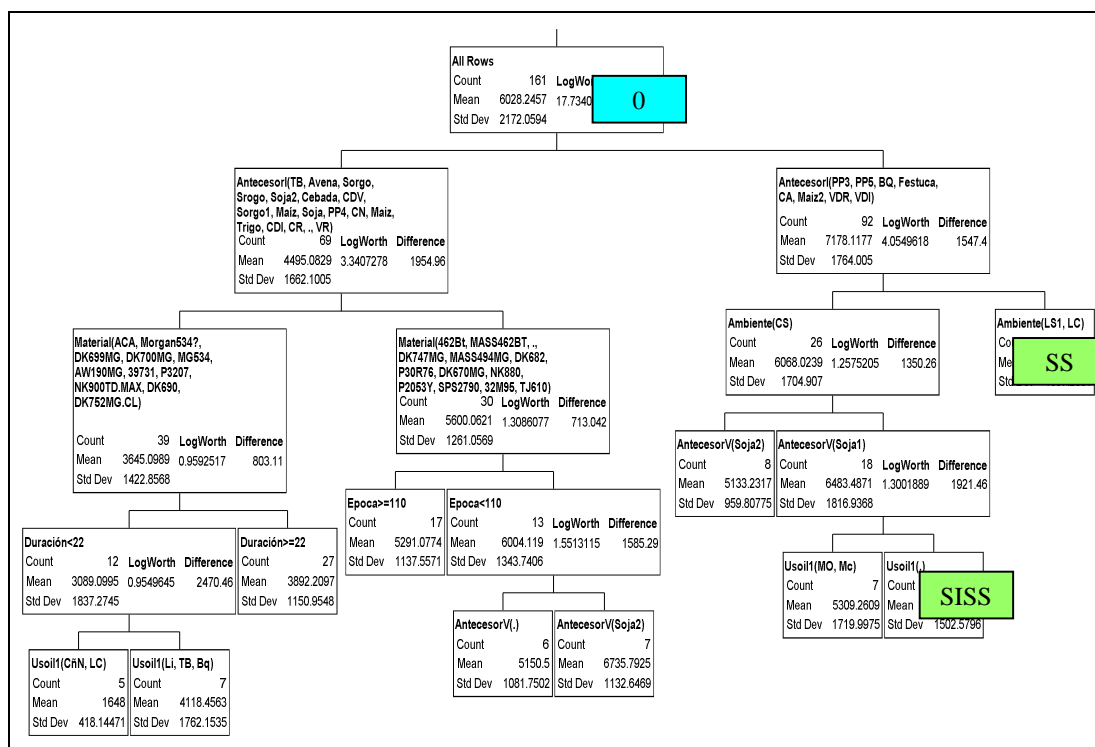 All Rows
Count 161 LogWo
Mean 6028.2457 17.7340
Std Dev 2172.0594
0
AntecesorI(TB, Avena, Sorgo,
Srogo, Soja2, Cebada, CDV,
Sorgo1, Maíz, Soja, PP4, CN, Maiz,
Trigo, CDI, CR, ., VR)
Count 69 LogWorth Difference
Mean 4495.0829 3.3407278 1954.96
Std Dev 1662.1005
AntecesorI(PP3, PP5, BQ, Festuca,
CA, Maiz2, VDR, VDI)
Count 92 LogWorth Difference
Mean 7178.1177 4.0549618 1547.4
Std Dev 1764.005
Material(ACA, Morgan534?,
DK699MG, DK700MG, MG534,
AW190MG, 39731, P3207,
NK900TD.MAX, DK690,
DK752MG.CL)
Count 39 LogWorth Difference
Mean 3645.0989 0.9592517 803.11
Std Dev 1422.8568
Material(462Bt, MASS462BT, .,
DK747MG, MASS494MG, DK682,
P30R76, DK670MG, NK880,
P2053Y, SPS2790, 32M95, TJ610)
Count 30 LogWorth Difference
Mean 5600.0621 1.3086077 713.042
Std Dev 1261.0569
Ambiente(CS)
Count 26 LogWorth Difference
Mean 6068.0239 1.2575205 1350.26
Std Dev 1704.907
Ambiente(LS1, LC)
SS
AntecesorV(Soja2)
Count 8
Mean 5133.2317
Std Dev 959.80775
AntecesorV(Soja1)
Count 18 LogWorth Difference
Mean 6483.4871 1.3001889 1921.46
Std Dev 1816.9368
Duración<22
Count 12 LogWorth Difference
Mean 3089.0995 0.9549645 2470.46
Std Dev 1837.2745
Duración>=22
Count 27
Mean 3892.2097
Std Dev 1150.9548
Epoca>=110
Count 17
Mean 5291.0774
Std Dev 1137.5571
Epoca<110
Count 13 LogWorth Difference
Mean 6004.119 1.5513115 1585.29
Std Dev 1343.7406
Usoil1(MO, Mc)
Count 7
Mean 5309.2609
Std Dev 1719.9975
Usoil1(.)
Count
Mean
Std Dev 1502.5796
SISS
Usoil1(CñN, LC)
Count 5
Mean 1648
Std Dev 418.14471
Usoil1(Li, TB, Bq)
Count 7
Mean 4118.4563
Std Dev 1762.1535
AntecesorV(.)
Count 6
Mean 5150.5
Std Dev 1081.7502
AntecesorV(Soja2)
Count 7
Mean 6735.7925
Std Dev 1132.6469